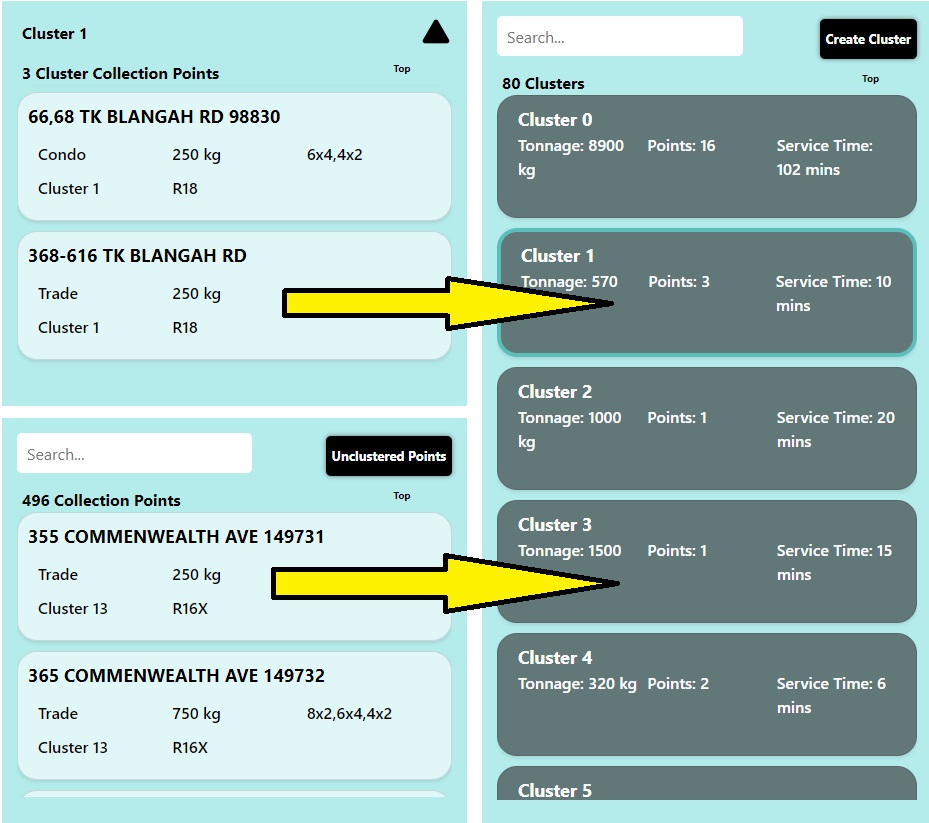 Cluster 1
3 Cluster Collection Points
Top
66,68 TK BLANGAH RD 98830
Condo 250 kg 6x4,4x2
Cluster 1 R18
368-616 TK BLANGAH RD
Trade 250 kg
Cluster 1 R18
Search...
Unclustered Points
496 Collection Points
Top
355 COMMENWEALTH AVE 149731
Trade 250 kg
Cluster 13 R16X
365 COMMENWEALTH AVE 149732
Trade 750 kg 8x2,6x4,4x2
Cluster 13 R16X
Search...
Create Cluster
80 Clusters
Top
Cluster 0
Tonnage: 8900 Points: 16 Service Time:
kg 102 mins
Cluster 1
Tonnage: 570 Points: 3 Service Time: 10
mins
Cluster 2
Tonnage: 1000 Points: 1 Service Time: 20
kg mins
Cluster 3
Tonnage: 1500 Points: 1 Service Time: 15
mins
Cluster 4
Tonnage: 320 kg Points: 2 Service Time: 6
mins
Cluster 5